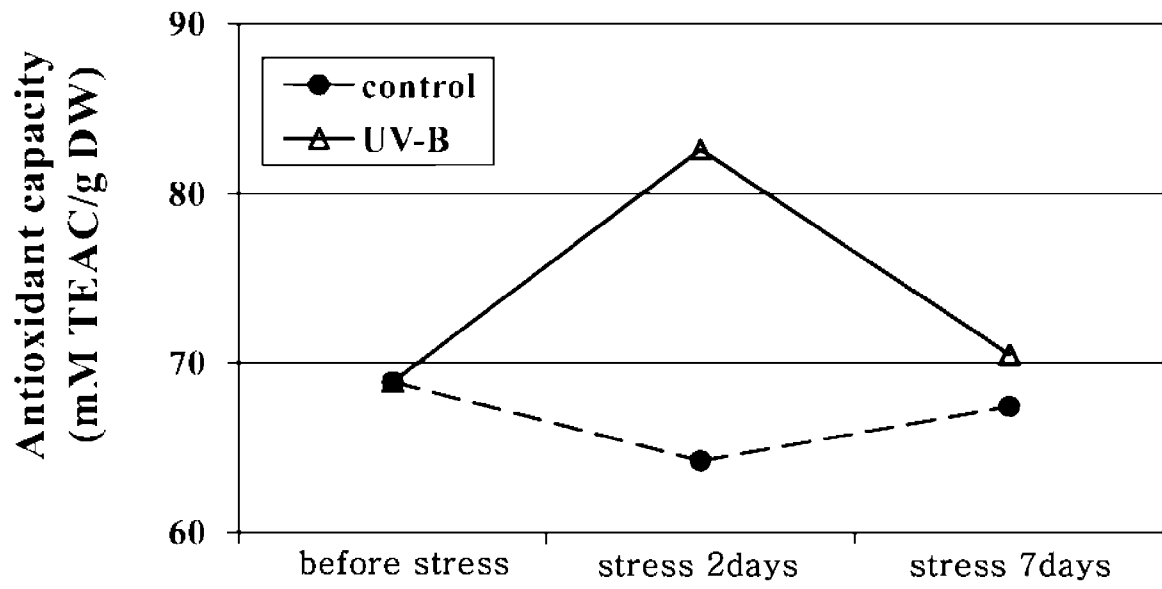 Antioxidant capacity
(mM TEAC/g DW)
90
80
70
60
control
UV-B
before stress
stress 2days
stress 7days